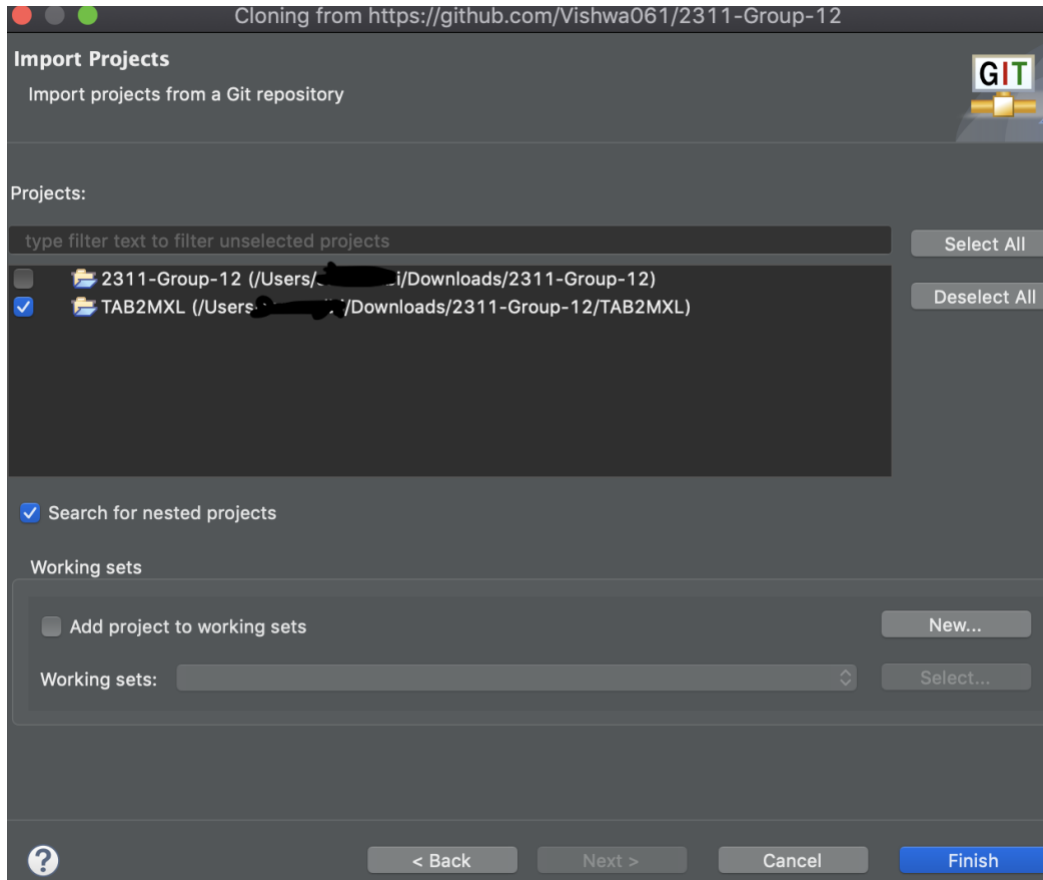 Cloning from https://github.com/Vishwa061/2311-Group-12
Import Projects
Import projects from a Git repository
GIT
Projects:
type filter text to filter unselected projects
Select All
2311-Group-12 (/Users/ i/Downloads/2311-Group-12)
Deselect All
TAB2MXL (/Users /Downloads/2311-Group-12/TAB2MXL)
Search for nested projects
Working sets
Add project to working sets
New...
Working sets:
Select...
?
< Back
Next >
Cancel
Finish